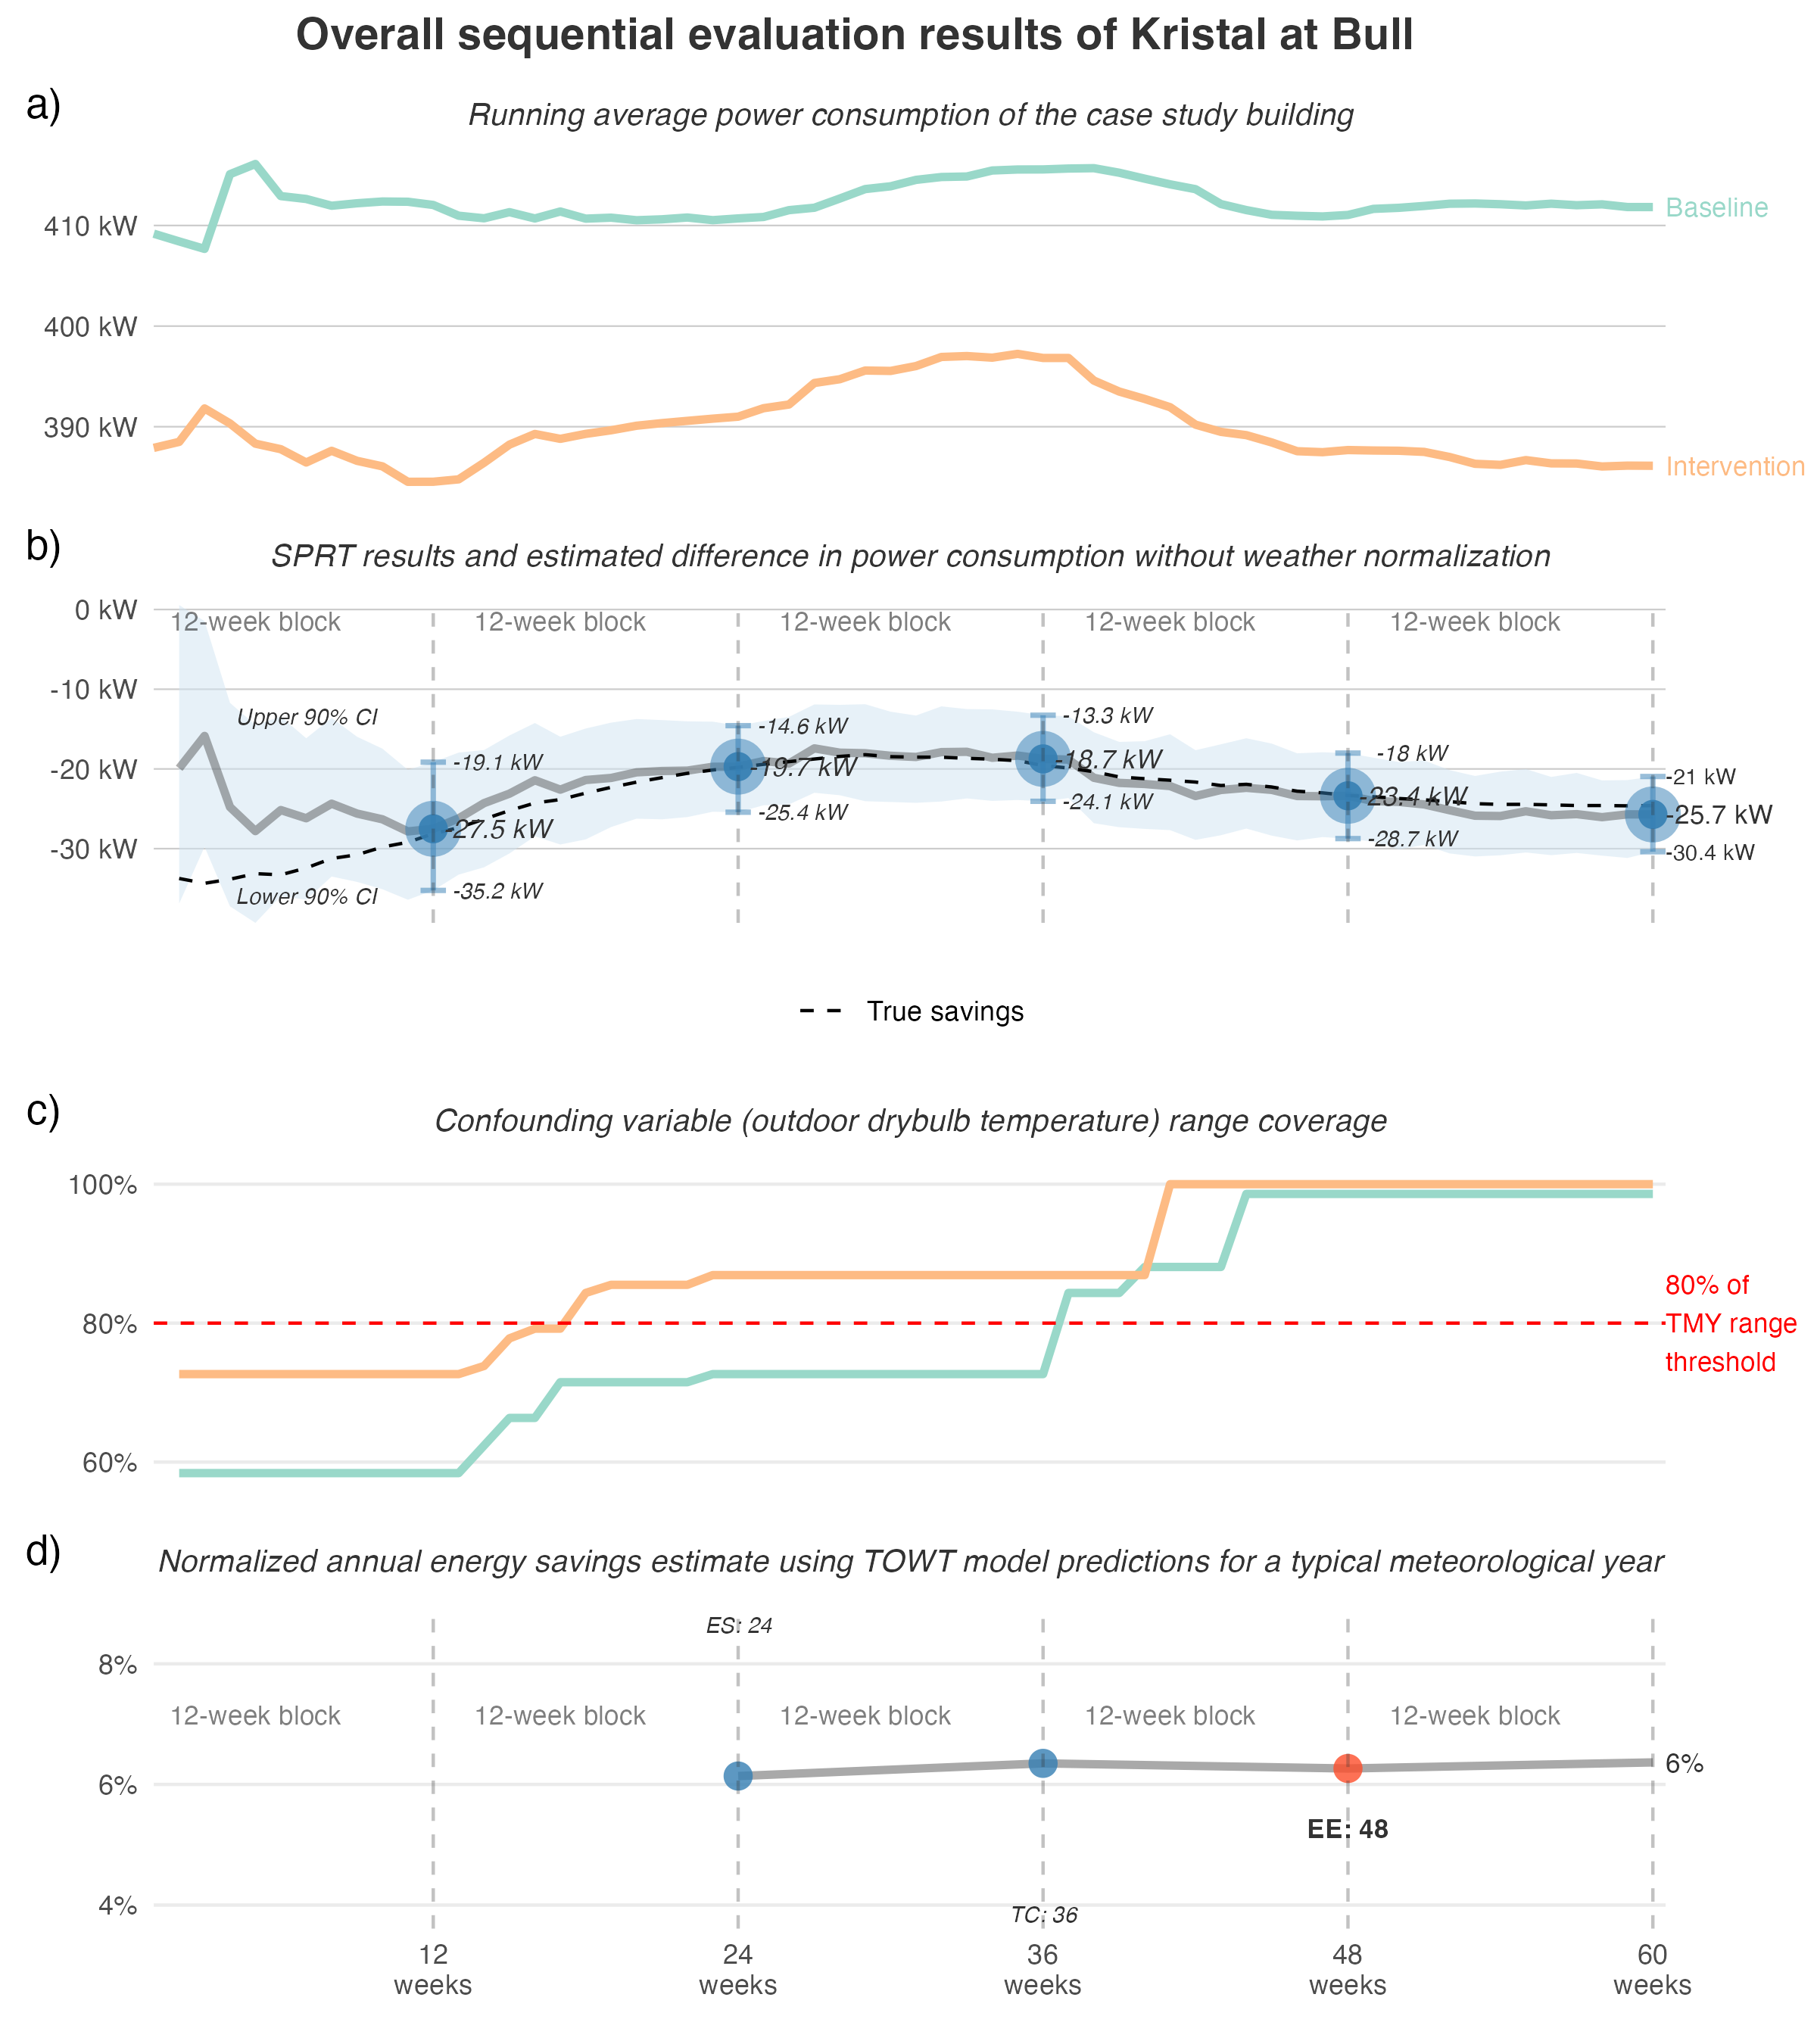 Overall sequential evaluation results of Kristal at Bull
a)
Running average power consumption of the case study building
410 kW
400 kW
390 kW
Baseline
Intervention
b)
SPRT results and estimated difference in power consumption without weather normalization
0 kW
-10 kW
-20 kW
-30 kW
12-week block
12-week block
12-week block
12-week block
12-week block
Upper 90% CI
Lower 90% CI
-19.1 kW
-27.5 kW
-35.2 kW
-14.6 kW
-19.7 kW
-25.4 kW
-13.3 kW
-18.7 kW
-24.1 kW
-18 kW
-23.4 kW
-28.7 kW
-21 kW
-25.7 kW
-30.4 kW
True savings
c)
Confounding variable (outdoor drybulb temperature) range coverage
100%
80%
60%
80% of
TMY range
threshold
d)
Normalized annual energy savings estimate using TOWT model predictions for a typical meteorological year
ES: 24
8%
6%
4%
12-week block
12-week block
12-week block
12-week block
12-week block
6%
EE: 48
TC: 36
12
weeks
24
weeks
36
weeks
48
weeks
60
weeks